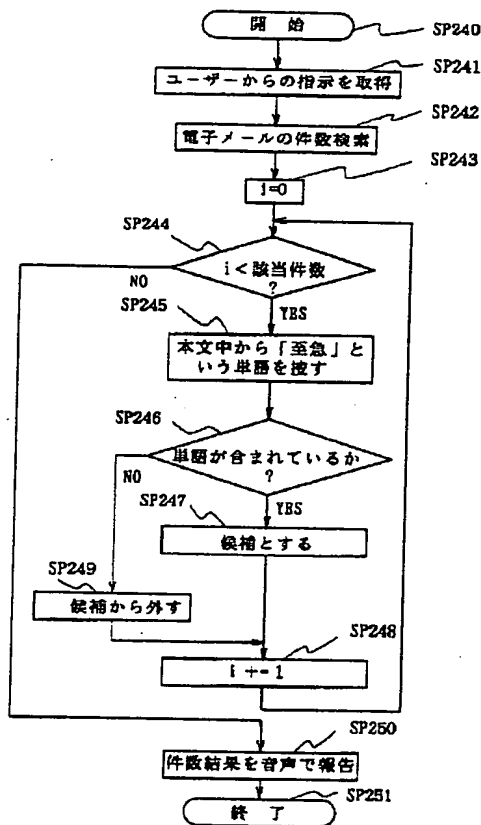 開 始
SP240
SP241
ユーザーからの指示を取得
SP242
電子メールの件数検索
SP243
i=0
SP244
i<該当件数
?
NO
YES
SP245
本文中から「至急」と
いう単語を捜す
SP246
単語が含まれているか
?
NO
YES
SP247
候補とする
SP249
候補から外す
SP248
i +=1
SP250
件数結果を音声で報告
SP251
終 了